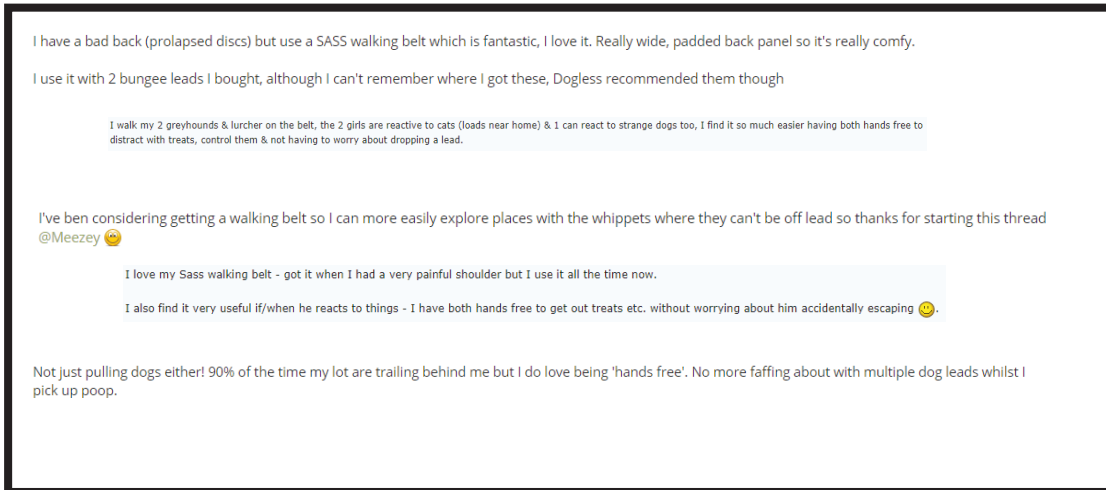 I have a bad back (prolapsed discs) but use a SASS walking belt which is fantastic, I love it. Really wide, padded back panel so it's really comfy.
I use it with 2 bungee leads I bought, although I can't remember where I got these, Dogless recommended them though
I walk my 2 greyhounds & lurcher on the belt, the 2 girls are reactive to cats (loads near home) & 1 can react to strange dogs too, I find it so much easier having both hands free to
distract with treats, control them & not having to worry about dropping a lead.
I've ben considering getting a walking belt so I can more easily explore places with the whippets where they can't be off lead so thanks for starting this thread
@Meezey
I love my Sass walking belt - got it when I had a very painful shoulder but I use it all the time now.
I also find it very useful if/when he reacts to things - I have both hands free to get out treats etc. without worrying about him accidentally escaping .
Not just pulling dogs either! 90% of the time my lot are trailing behind me but I do love being 'hands free'. No more faffing about with multiple dog leads whilst I
pick up poop.